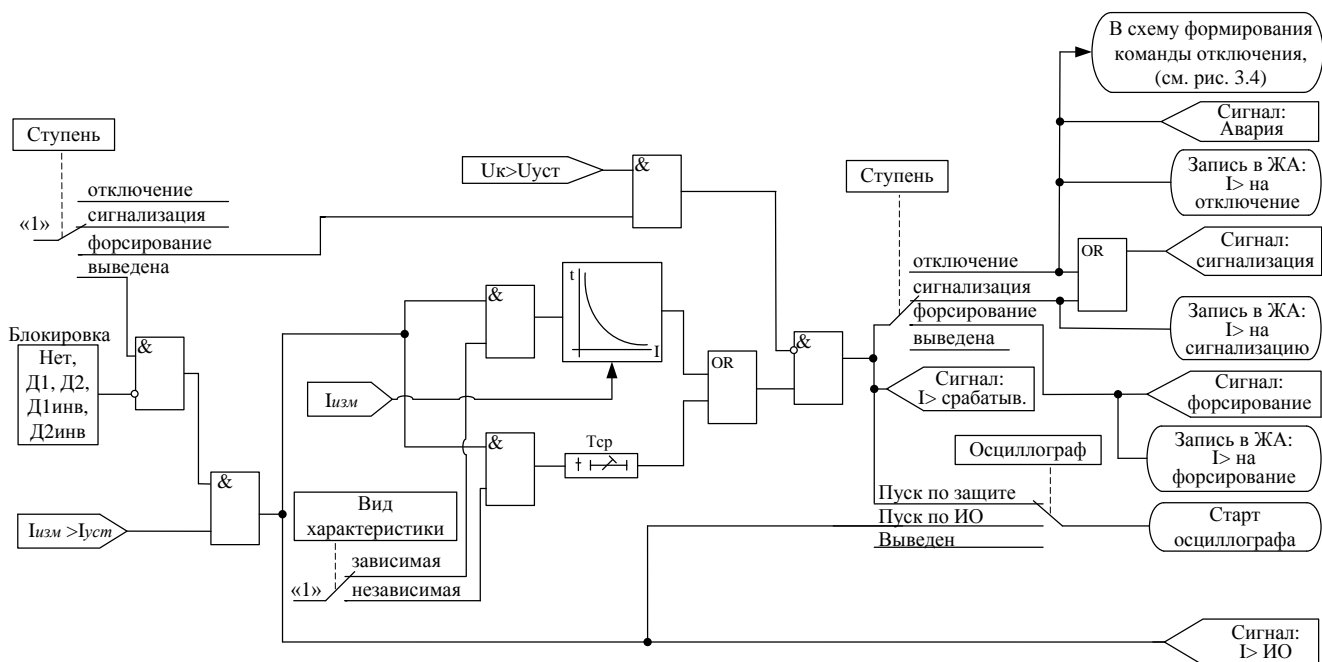 В схему формирования
команды отключения,
(см. рис. 3.4)
Сигнал:
Авария
Ступень
&
Uк>Uуст
Ступень
Запись в ЖА:
I> на
отключение
отключение
«1»
сигнализация
форсирование
выведена
OR
Сигнал:
сигнализация
отключение
сигнализация
форсирование
выведена
t
I
&
Блокировка
Нет,
Д1, Д2,
Д1инв,
Д2инв
&
&
OR
Запись в ЖА:
I> на
сигнализацию
Iизм
Сигнал:
I> срабатыв.
Сигнал:
форсирование
&
Tср
t
Осциллограф
Запись в ЖА:
I> на
форсирование
&
Iизм >Iуст
Вид
характеристики
Пуск по защите
Пуск по ИО
Выведен
Старт
осциллографа
«1»
зависимая
независимая
Сигнал:
I> ИО